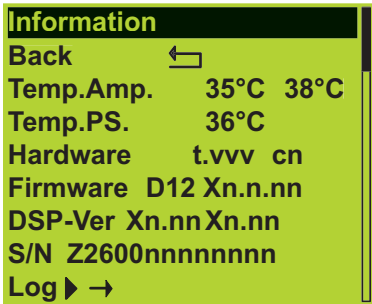 Information
Back
Temp.Amp. 35°C 38°C
Temp.PS. 36°C
Hardware t.vvv cn
Firmware D12 Xn.n.nn
DSP-Ver Xn.nn Xn.nn
S/N Z2600nnnnnnnn
Log